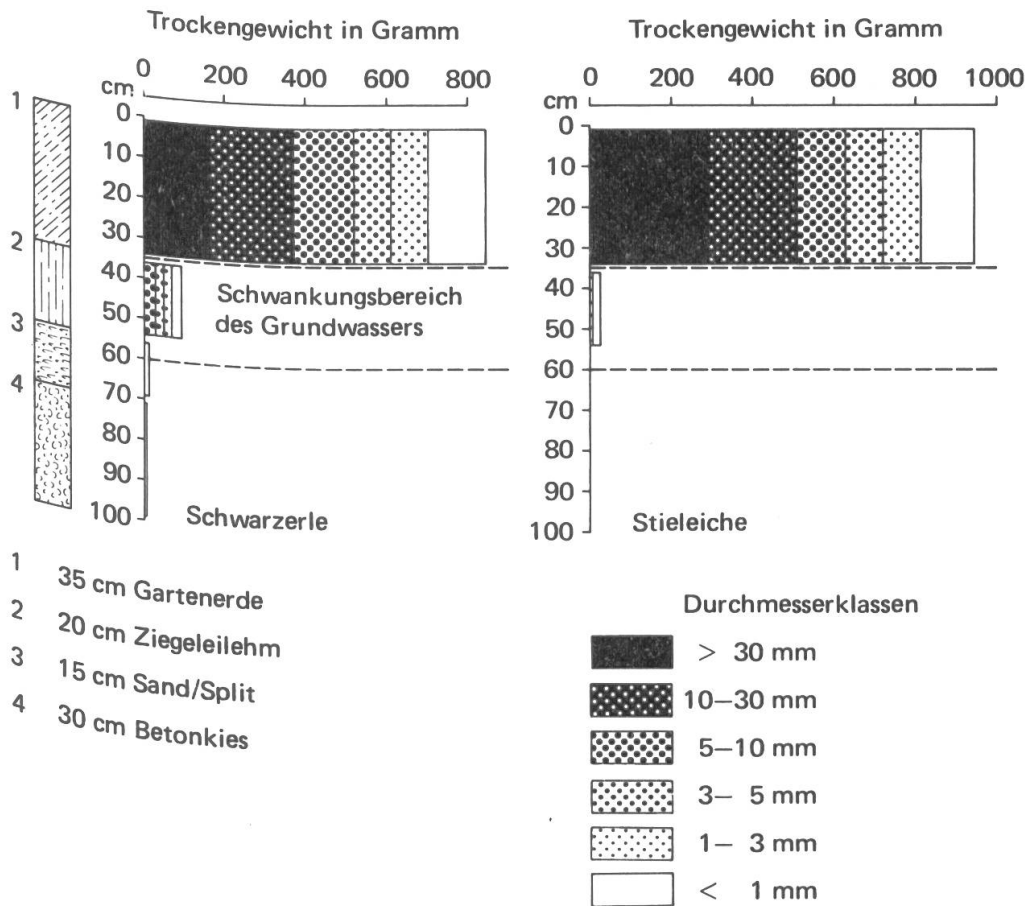 Trockengewicht in Gramm
0 200 400 600 800
cm
0
10
20
30
40
50
60
70
80
90
100
1
2
3
4
Schwankungsbereich
des Grundwassers
Schwarzerle
Trockengewicht in Gramm
0 200 400 600 800 1000
cm
0
10
20
30
40
50
60
70
80
90
100
Stieleiche
1 35 cm Gartenerde
2 20 cm Ziegeleilehm
3 15 cm Sand/Split
4 30 cm Betonkies
Durchmesserklassen
> 30 mm
10–30 mm
5–10 mm
3– 5 mm
1– 3 mm
< 1 mm